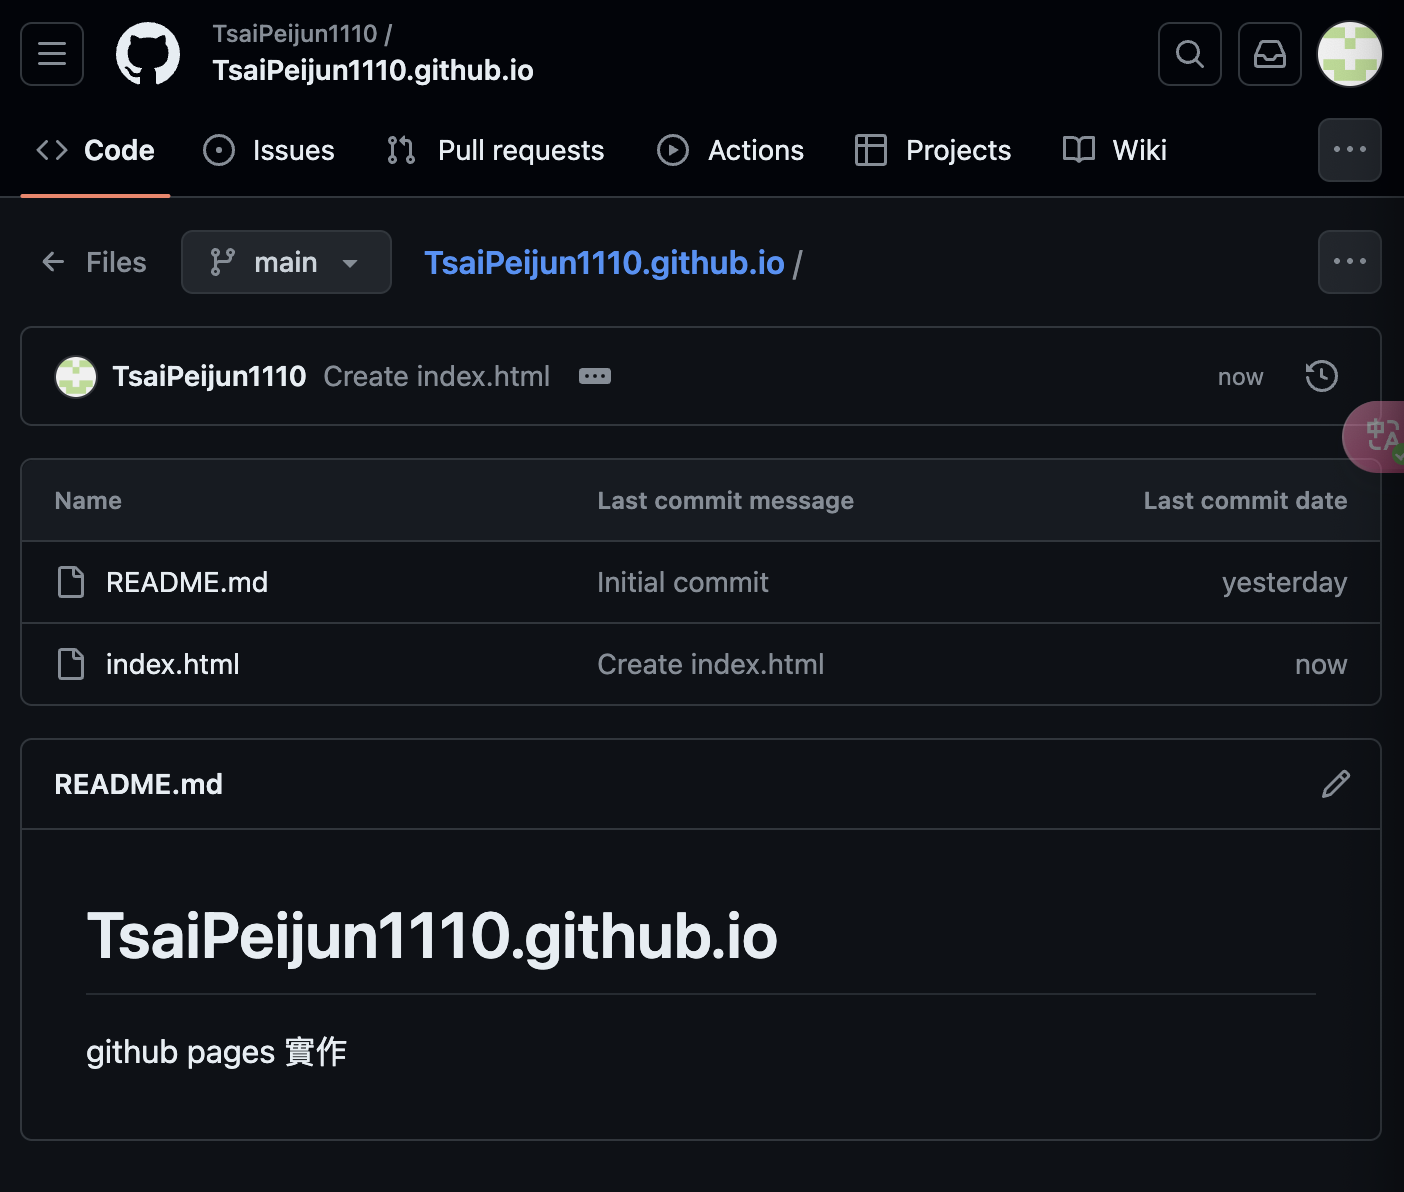 TsaiPeijun1110 /
TsaiPeijun1110.github.io
Code Issues Pull requests Actions Projects Wiki
Files main TsaiPeijun1110.github.io /
TsaiPeijun1110 Create index.html now
中 A
Name Last commit message Last commit date
README.md Initial commit yesterday
index.html Create index.html now
README.md
TsaiPeijun1110.github.io
github pages 實作